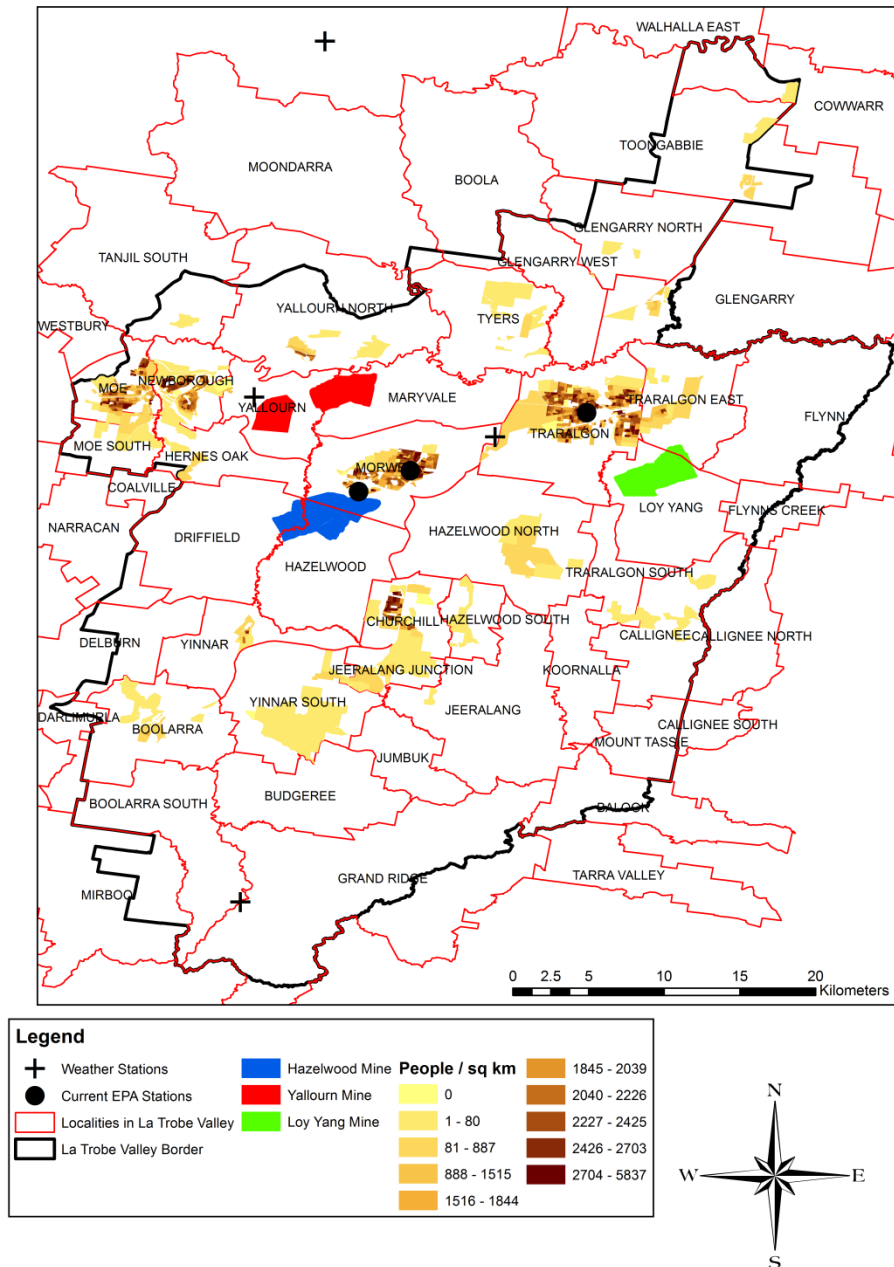 WALHALLA EAST
COWWARR
TOONGABBIE
MOONDARRA
BOOLA
GLENGARRY NORTH
TANJIL SOUTH
GLENGARRY WEST
GLENGARRY
YALLOURN NORTH
TYERS
WESTBURY
NEWBOROUGH
MOE
YALLOURN
MARYVALE
TRARALGON EAST
FLYNN
TRARALGON
MOE SOUTH
HERNES OAK
MORWE
COALVILLE
LOY YANG
FLYNNS CREEK
NARRACAN
DRIFFIELD
HAZELWOOD NORTH
HAZELWOOD
TRARALGON SOUTH
CHURCHILL
HAZELWOOD SOUTH
CALLIGNEE
CALLIGNEE NORTH
DELBURN
YINNAR
JEERALANG JUNCTION
KOORNALLA
YINNAR SOUTH
JEERALANG
DARLIMURLA
BOOLARRA
CALLIGNEE SOUTH
MOUNT TASSIE
JUMBUK
BUDGEREE
BOOLARRA SOUTH
BALOOK
GRAND RIDGE
TARRA VALLEY
MIRBOO
0 2.5 5 10 15 20
Kilometers
Legend
Weather Stations
Current EPA Stations
Localities in La Trobe Valley
La Trobe Valley Border
Hazelwood Mine
Yallourn Mine
Loy Yang Mine
People / sq km
0
1 - 80
81 - 887
888 - 1515
1516 - 1844
1845 - 2039
2040 - 2226
2227 - 2425
2426 - 2703
2704 - 5837
N
W E
S